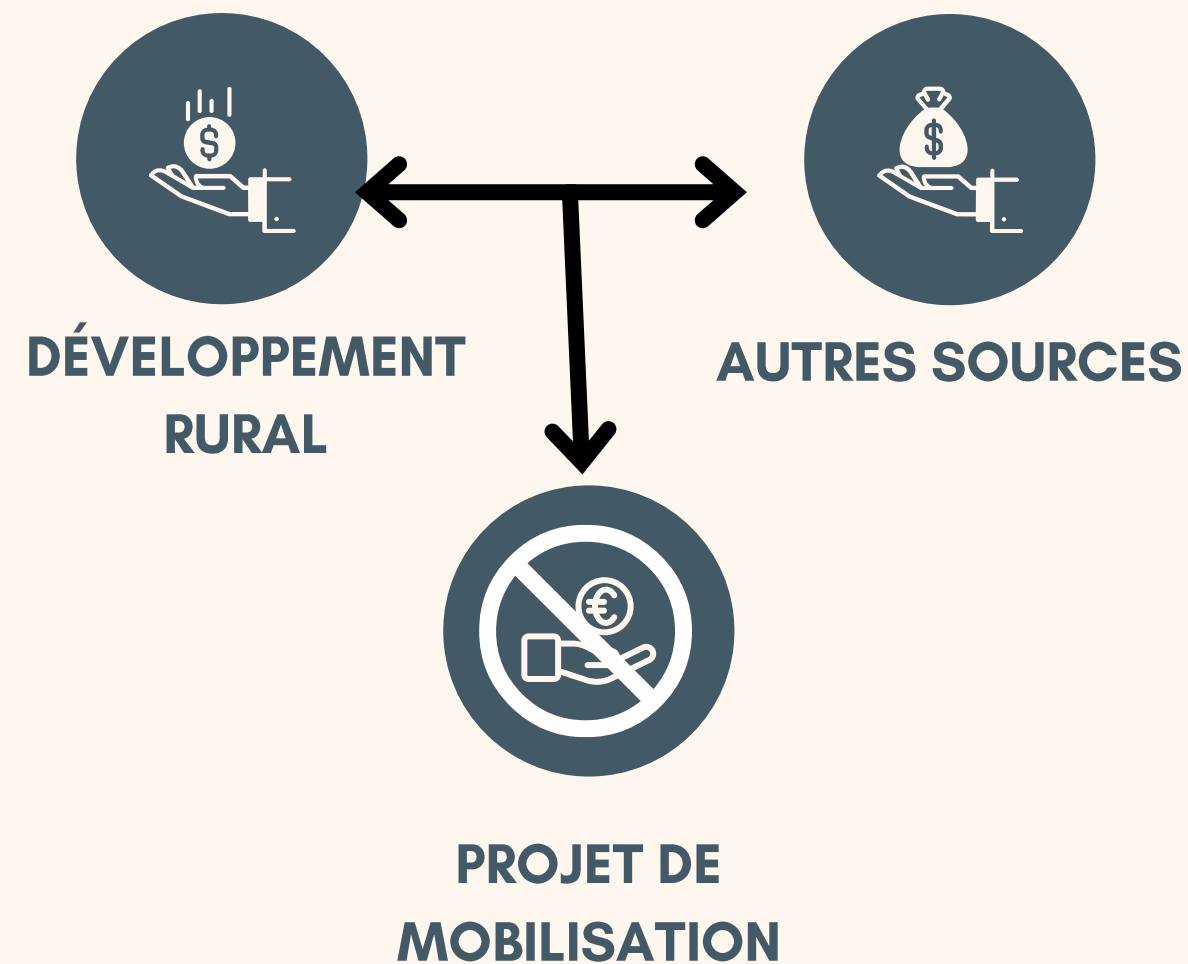 $
$
DÉVELOPPEMENT
RURAL
AUTRES SOURCES
€
PROJET DE
MOBILISATION